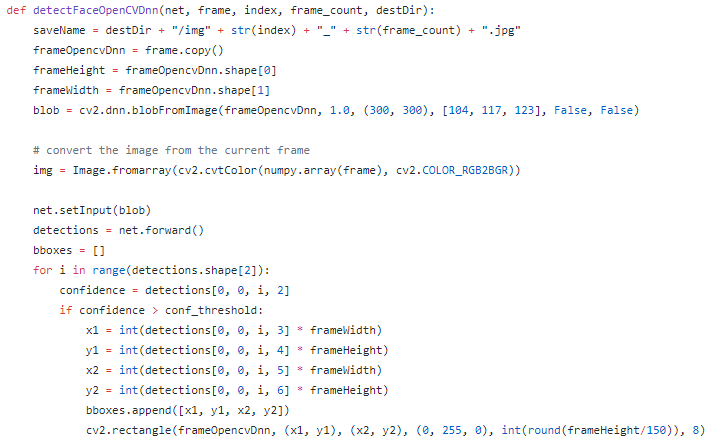 def detectFaceOpenCVDnn(net, frame, index, frame_count, destDir):
    saveName = destDir + "/img" + str(index) + "_" + str(frame_count) + ".jpg"
    frameOpencvDnn = frame.copy()
    frameHeight = frameOpencvDnn.shape[0]
    frameWidth = frameOpencvDnn.shape[1]
    blob = cv2.dnn.blobFromImage(frameOpencvDnn, 1.0, (300, 300), [104, 117, 123], False, False)

    # convert the image from the current frame
    img = Image.fromarray(cv2.cvtColor(numpy.array(frame), cv2.COLOR_RGB2BGR))

    net.setInput(blob)
    detections = net.forward()
    bboxes = []
    for i in range(detections.shape[2]):
        confidence = detections[0, 0, i, 2]
        if confidence > conf_threshold:
            x1 = int(detections[0, 0, i, 3] * frameWidth)
            y1 = int(detections[0, 0, i, 4] * frameHeight)
            x2 = int(detections[0, 0, i, 5] * frameWidth)
            y2 = int(detections[0, 0, i, 6] * frameHeight)
            bboxes.append([x1, y1, x2, y2])
            cv2.rectangle(frameOpencvDnn, (x1, y1), (x2, y2), (0, 255, 0), int(round(frameHeight/150)), 8)